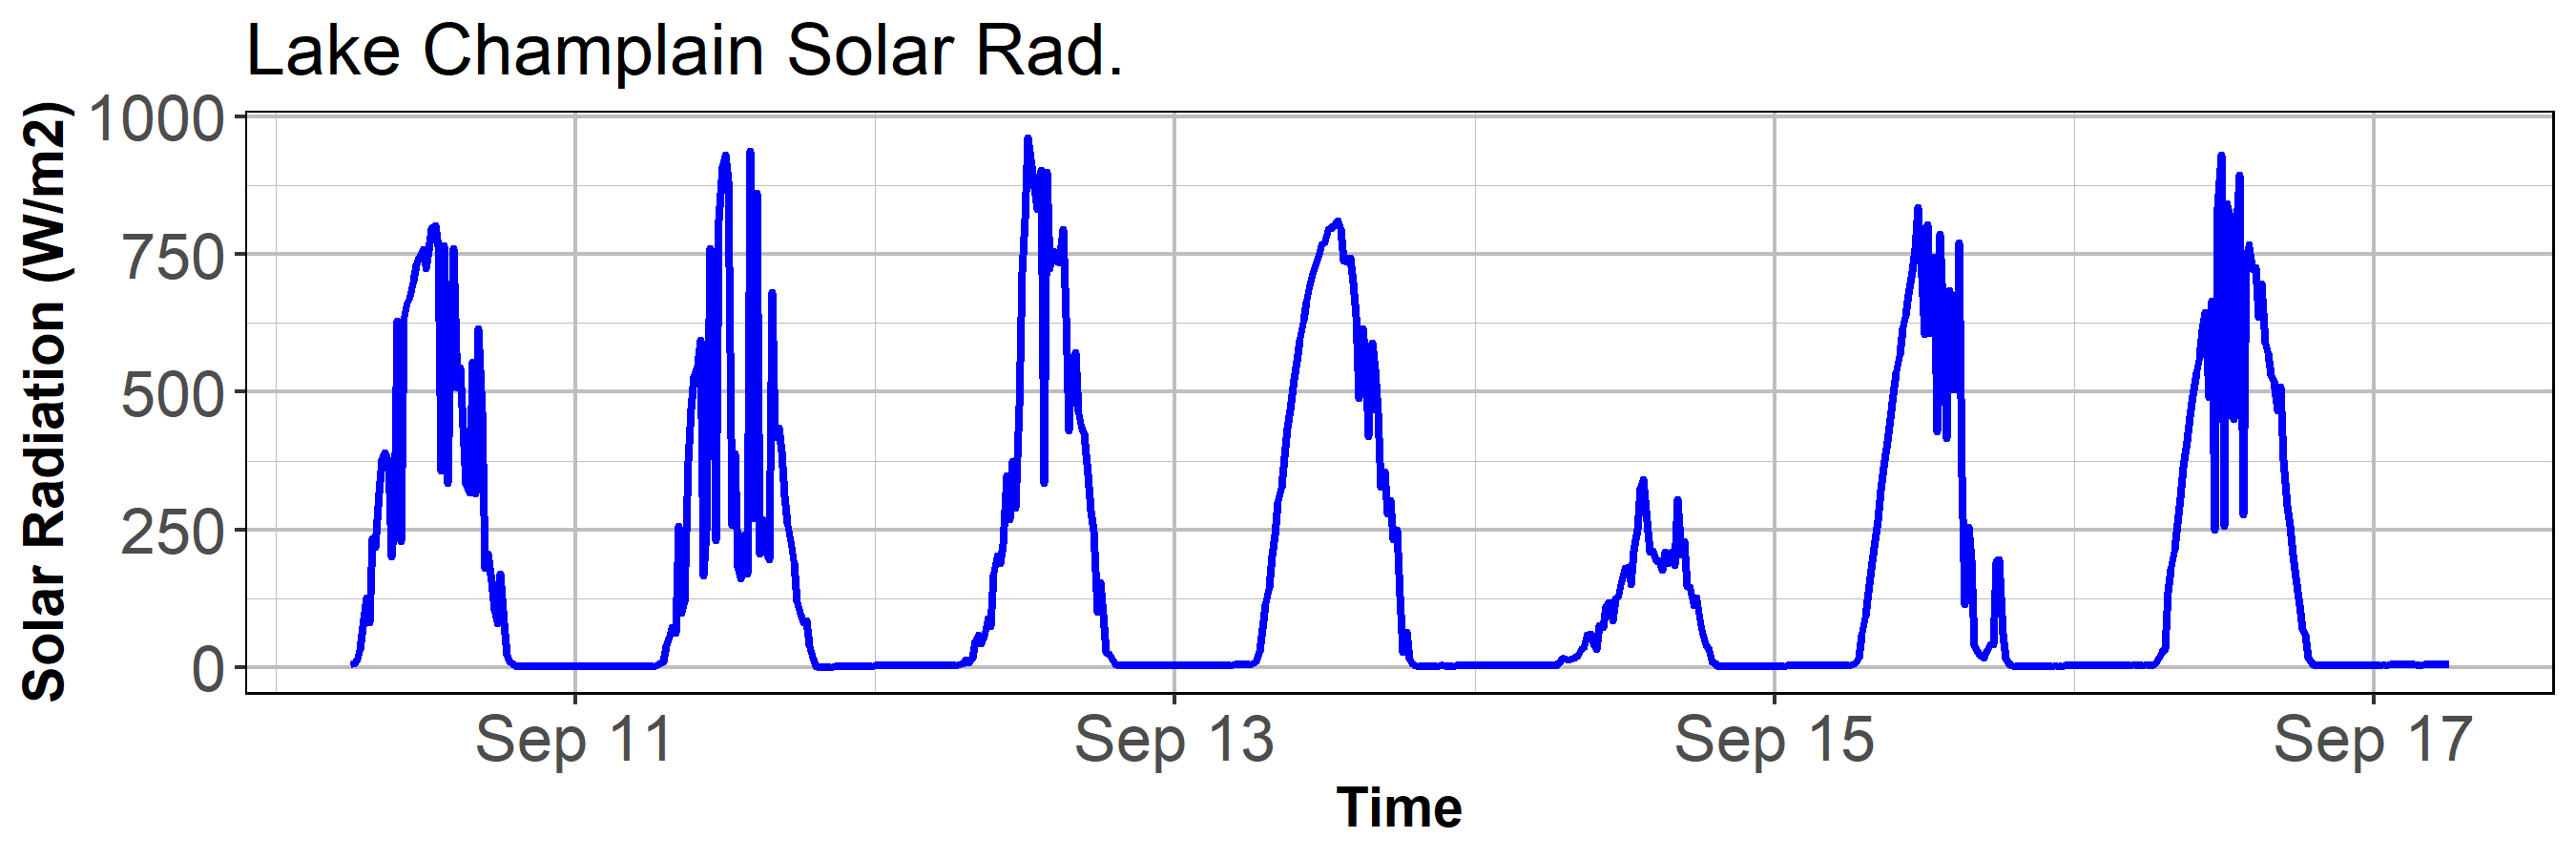 Lake Champlain Solar Rad.
Solar Radiation (W/m2)
1000
750
500
250
0
Sep 11 Sep 13 Sep 15 Sep 17
Time